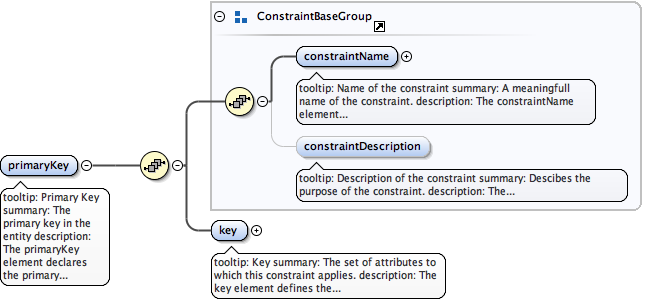 ConstraintBaseGroup
constraintName
tooltip: Name of the constraint summary: A meaningfull
name of the constraint. description: The constraintName
element...
constraintDescription
tooltip: Description of the constraint summary: Descibes the
purpose of the constraint. description: The...
primaryKey
tooltip: Primary Key
summary: The
primary key in the
entity description:
The primaryKey
element declares
the primary...
key
tooltip: Key summary: The set of attributes to
which this constraint applies. description: The
key element defines the...